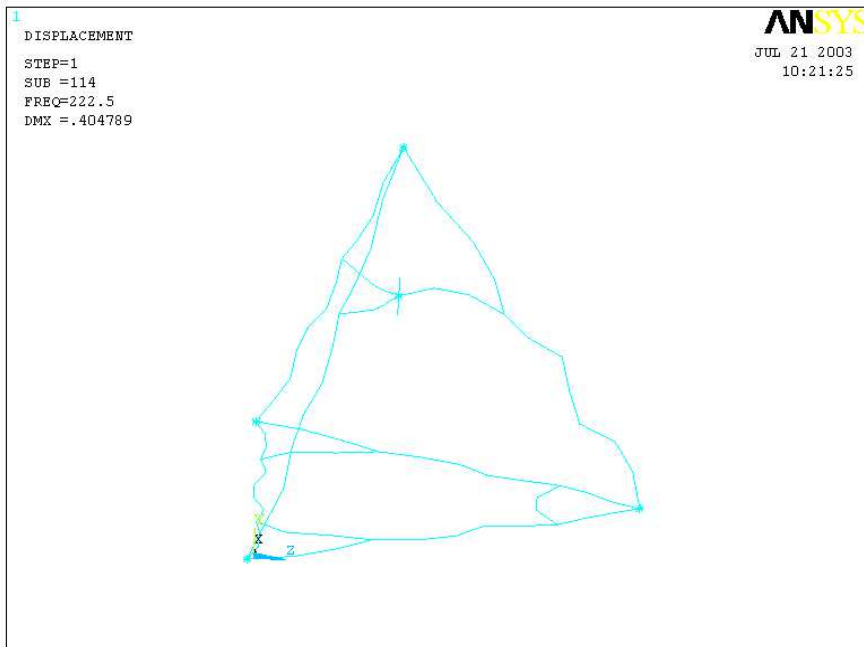 1
DISPLACEMENT
STEP=1
SUB =114
FREQ=222.5
DMX =.404789
ANSYS
JUL 21 2003
10:21:25
X
Z